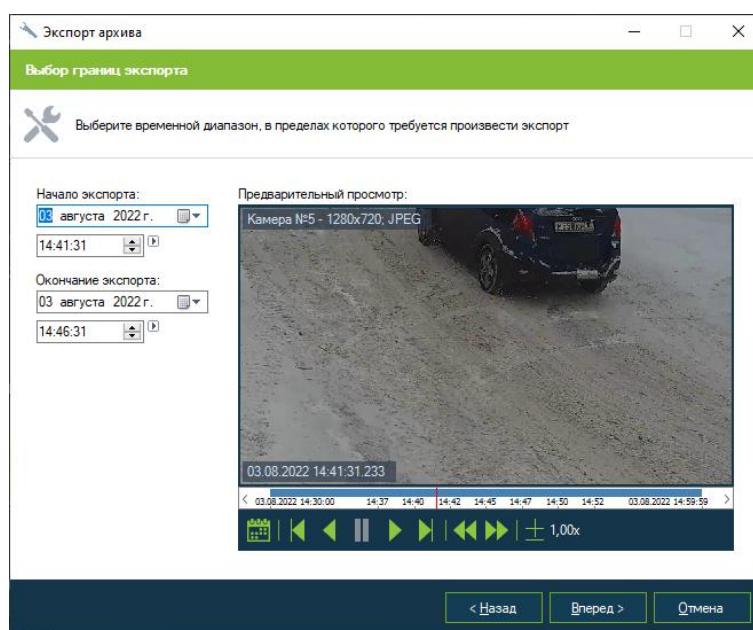 Экспорт архива
Выбор границ экспорта
Выберите временной диапазон, в пределах которого требуется произвести экспорт
Начало экспорта:
03 августа 2022 г.
14:41:31
Окончание экспорта:
03 августа 2022 г.
14:46:31
Предварительный просмотр:
Камера №5 - 1280x720; JPEG
03.08.2022 14:41:31.233
03.08.2022 14:30:00 14:37 14:40 14:42 14:45 14:47 14:50 14:52 03.08.2022 14:59:59
1,00x
< Назад Вперед > Отмена